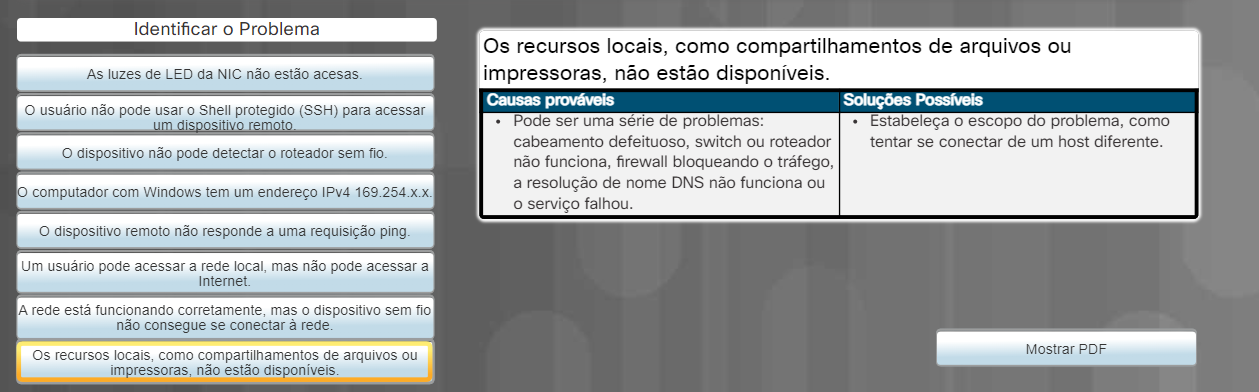 Identificar o Problema
As luzes de LED da NIC não estão acesas.
O usuário não pode usar o Shell protegido (SSH) para acessar
um dispositivo remoto.
O dispositivo não pode detectar o roteador sem fio.
O computador com Windows tem um endereço IPv4 169.254.x.x.
O dispositivo remoto não responde a uma requisição ping.
Um usuário pode acessar a rede local, mas não pode acessar a
Internet.
A rede está funcionando corretamente, mas o dispositivo sem fio
não consegue se conectar à rede.
Os recursos locais, como compartilhamentos de arquivos ou
impressoras, não estão disponíveis.
Os recursos locais, como compartilhamentos de arquivos ou
impressoras, não estão disponíveis.
Causas prováveis
• Pode ser uma série de problemas:
cabeamento defeituoso, switch ou roteador
não funciona, firewall bloqueando o tráfego,
a resolução de nome DNS não funciona ou
o serviço falhou.
Soluções Possíveis
• Estabeleça o escopo do problema, como
tentar se conectar de um host diferente.
Mostrar PDF